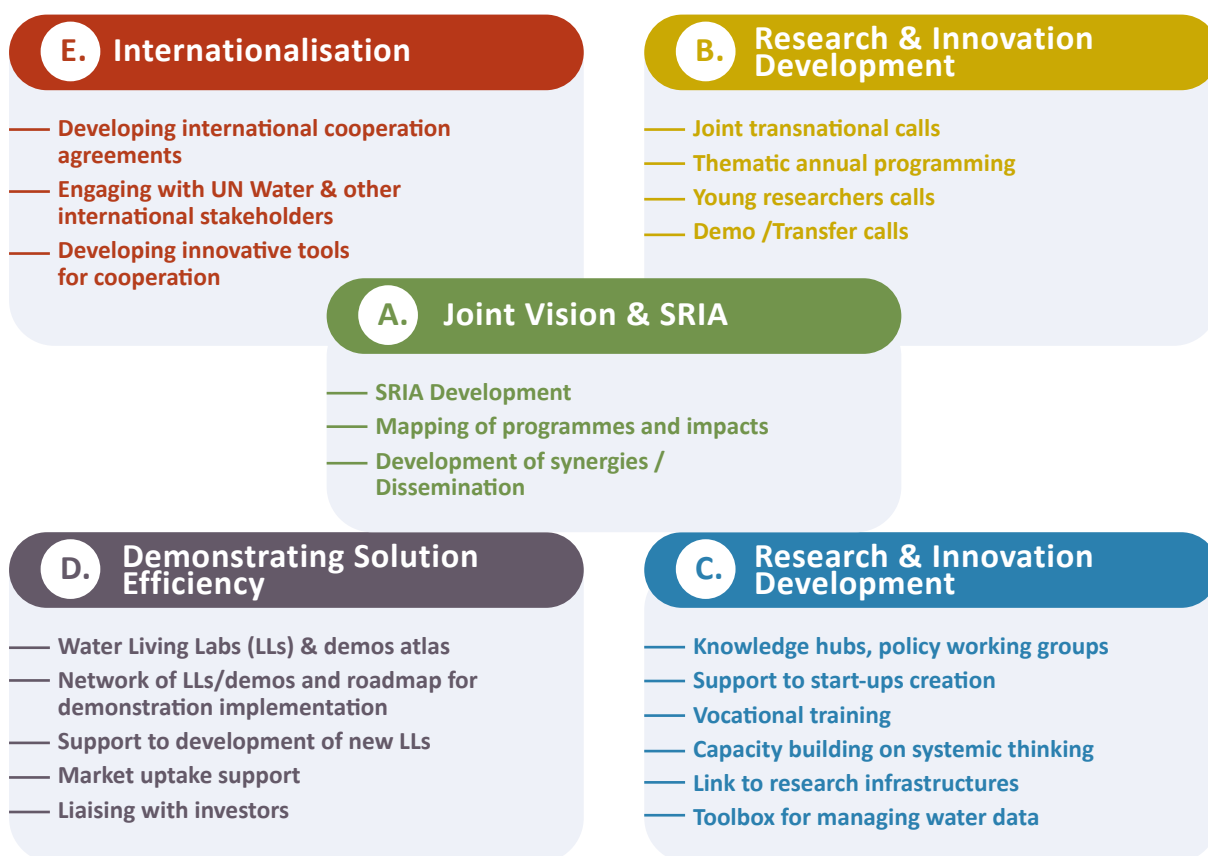 E. Internationalisation
Developing international cooperation
agreements
Engaging with UN Water & other
international stakeholders
Developing innovative tools
for cooperation
B. Research & Innovation
Development
Joint transnational calls
Thematic annual programming
Young researchers calls
Demo /Transfer calls
A. Joint Vision & SRIA
SRIA Development
Mapping of programmes and impacts
Development of synergies /
Dissemination
D. Demonstrating Solution
Efficiency
Water Living Labs (LLs) & demos atlas
Network of LLs/demos and roadmap for
demonstration implementation
Support to development of new LLs
Market uptake support
Liaising with investors
C. Research & Innovation
Development
Knowledge hubs, policy working groups
Support to start-ups creation
Vocational training
Capacity building on systemic thinking
Link to research infrastructures
Toolbox for managing water data